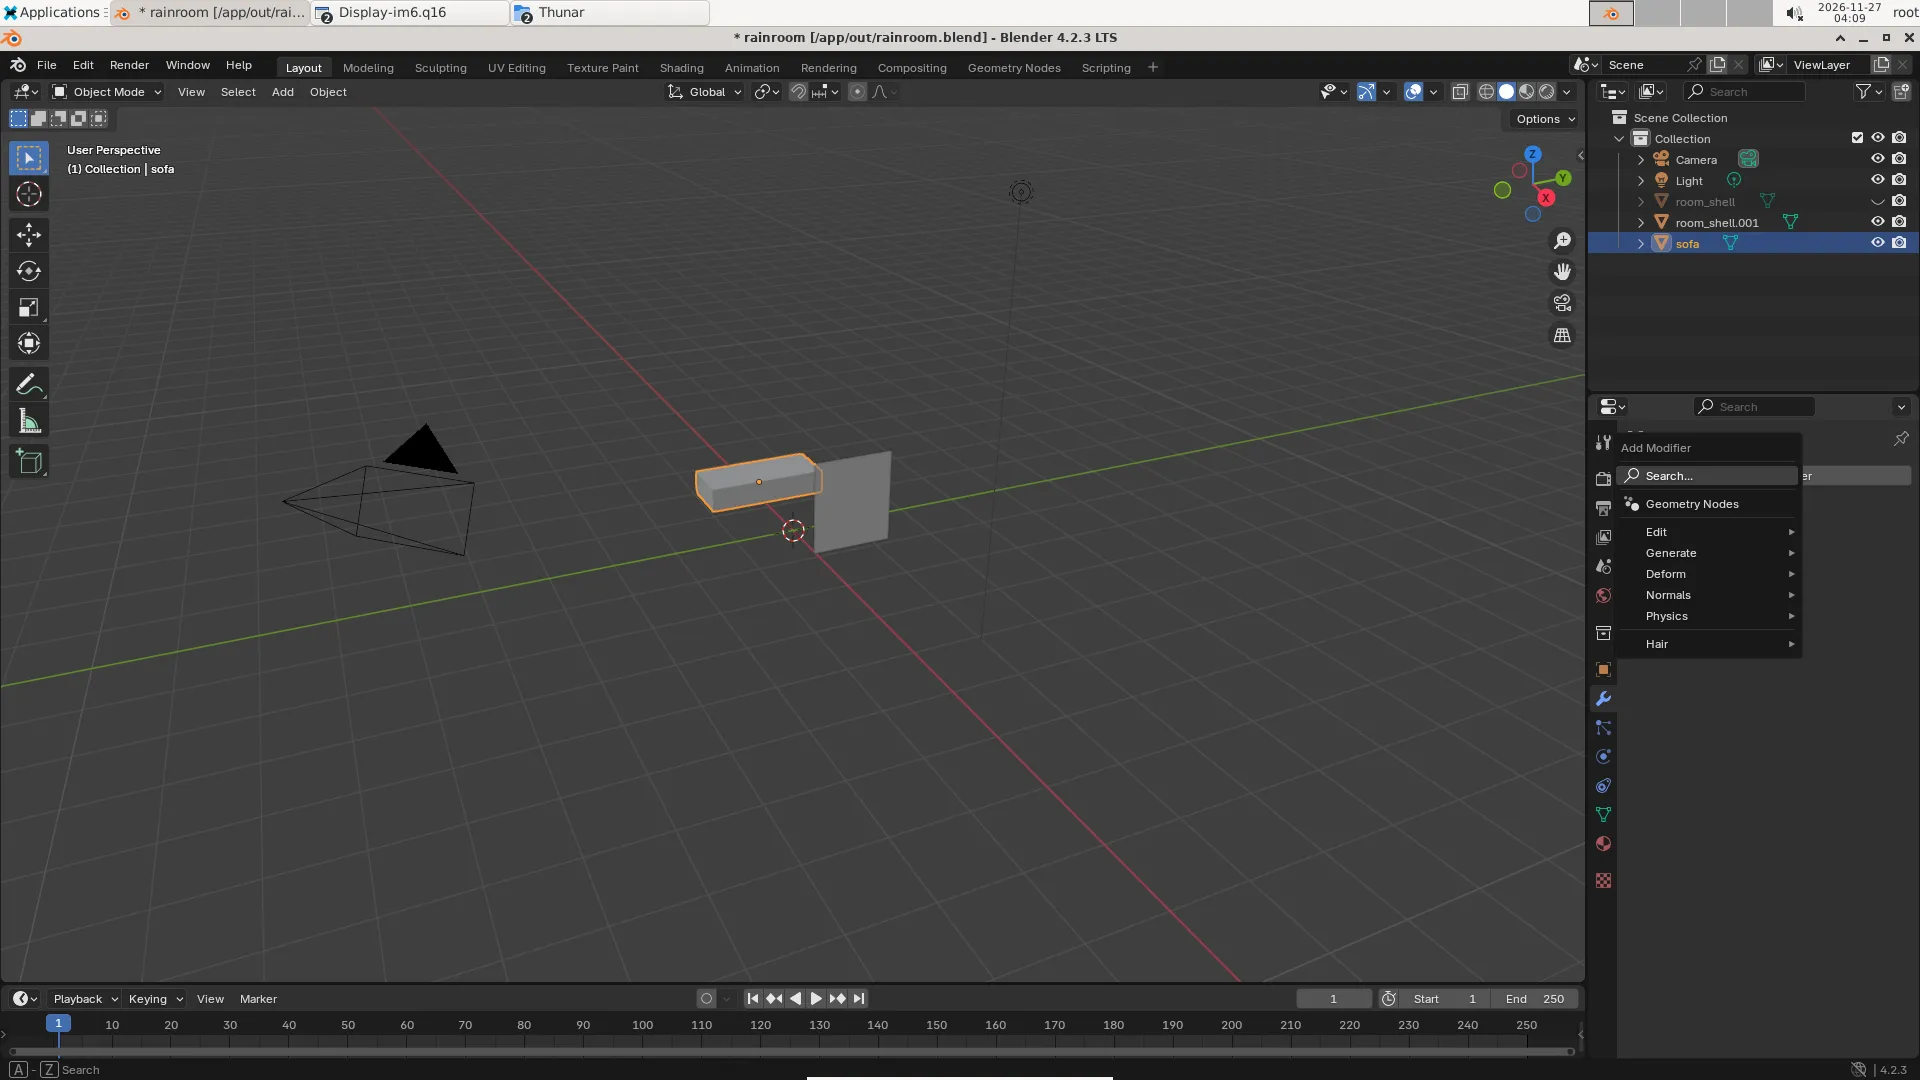 Applications
* rainroom [/app/out/rai...
2
Display-im6.q16
2
Thunar
2026-11-27
04:09
root
* rainroom [/app/out/rainroom.blend] - Blender 4.2.3 LTS
File Edit Render Window Help
Layout Modeling Sculpting UV Editing Texture Paint Shading Animation Rendering Compositing Geometry Nodes Scripting
Scene
ViewLayer
Object Mode View Select Add Object
Global
Search
Options
User Perspective
(1) Collection | sofa
Z
Y
X
Scene Collection
Collection
Camera
Light
room_shell
room_shell.001
sofa
Search
Add Modifier
Search...
er
Geometry Nodes
Edit
Generate
Deform
Normals
Physics
Hair
Playback Keying View Marker
1
Start 1
End 250
1 10 20 30 40 50 60 70 80 90 100 110 120 130 140 150 160 170 180 190 200 210 220 230 240 250
A - Z Search
4.2.3